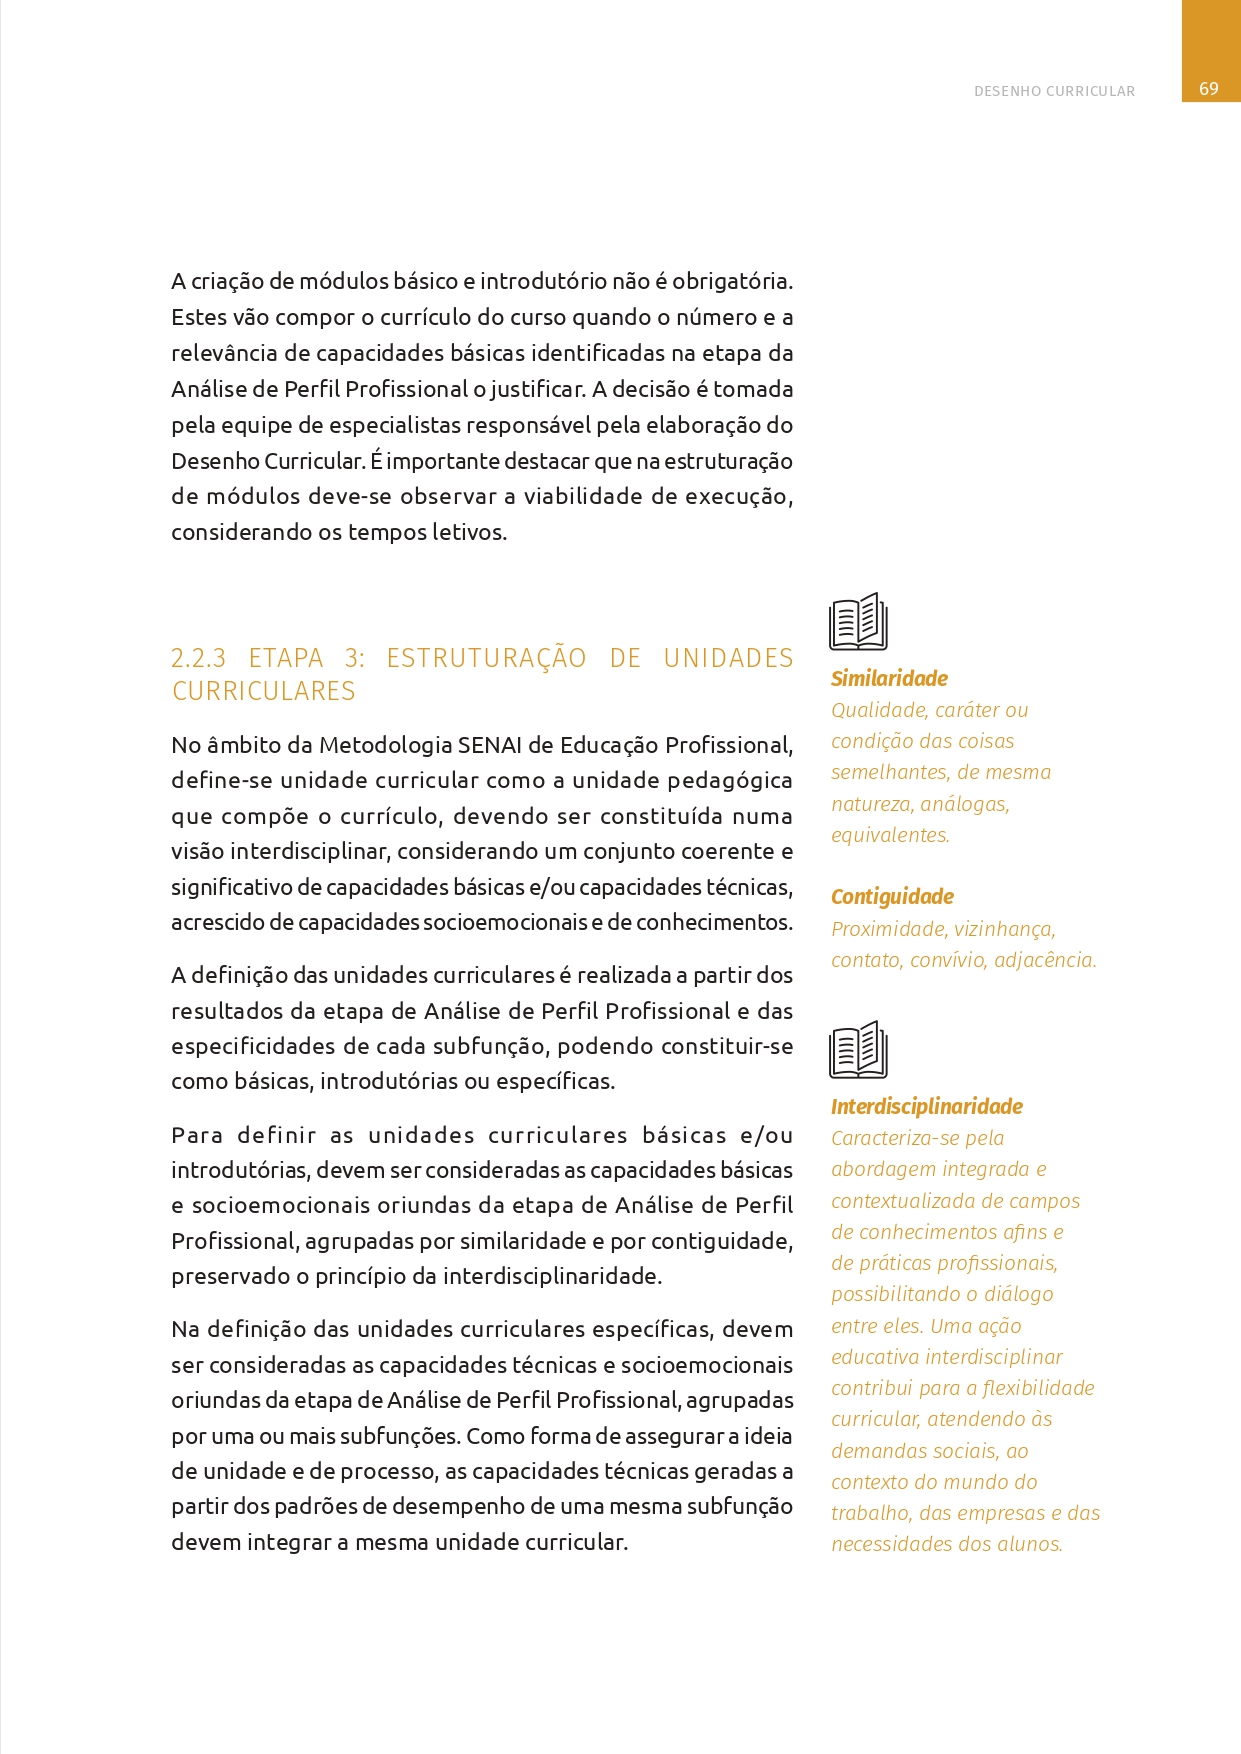 DESENHO CURRICULAR
69
A criação de módulos básico e introdutório não é obrigatória.
Estes vão compor o currículo do curso quando o número e a
relevância de capacidades básicas identificadas na etapa da
Análise de Perfil Profissional o justificar. A decisão é tomada
pela equipe de especialistas responsável pela elaboração do
Desenho Curricular. É importante destacar que na estruturação
de módulos deve-se observar a viabilidade de execução,
considerando os tempos letivos.
2.2.3 ETAPA 3: ESTRUTURAÇÃO DE UNIDADES
CURRICULARES
No âmbito da Metodologia SENAI de Educação Profissional,
define-se unidade curricular como a unidade pedagógica
que compõe o currículo, devendo ser constituída numa
visão interdisciplinar, considerando um conjunto coerente e
significativo de capacidades básicas e/ou capacidades técnicas,
acrescido de capacidades socioemocionais e de conhecimentos.
A definição das unidades curriculares é realizada a partir dos
resultados da etapa de Análise de Perfil Profissional e das
especificidades de cada subfunção, podendo constituir-se
como básicas, introdutórias ou específicas.
Para definir as unidades curriculares básicas e/ou
introdutórias, devem ser consideradas as capacidades básicas
e socioemocionais oriundas da etapa de Análise de Perfil
Profissional, agrupadas por similaridade e por contiguidade,
preservado o princípio da interdisciplinaridade.
Na definição das unidades curriculares específicas, devem
ser consideradas as capacidades técnicas e socioemocionais
oriundas da etapa de Análise de Perfil Profissional, agrupadas
por uma ou mais subfunções. Como forma de assegurar a ideia
de unidade e de processo, as capacidades técnicas geradas a
partir dos padrões de desempenho de uma mesma subfunção
devem integrar a mesma unidade curricular.
Similaridade
Qualidade, caráter ou
condição das coisas
semelhantes, de mesma
natureza, análogas,
equivalentes.
Contiguidade
Proximidade, vizinhança,
contato, convívio, adjacência.
Interdisciplinaridade
Caracteriza-se pela
abordagem integrada e
contextualizada de campos
de conhecimentos afins e
de práticas profissionais,
possibilitando o diálogo
entre eles. Uma ação
educativa interdisciplinar
contribui para a flexibilidade
curricular, atendendo às
demandas sociais, ao
contexto do mundo do
trabalho, das empresas e das
necessidades dos alunos.